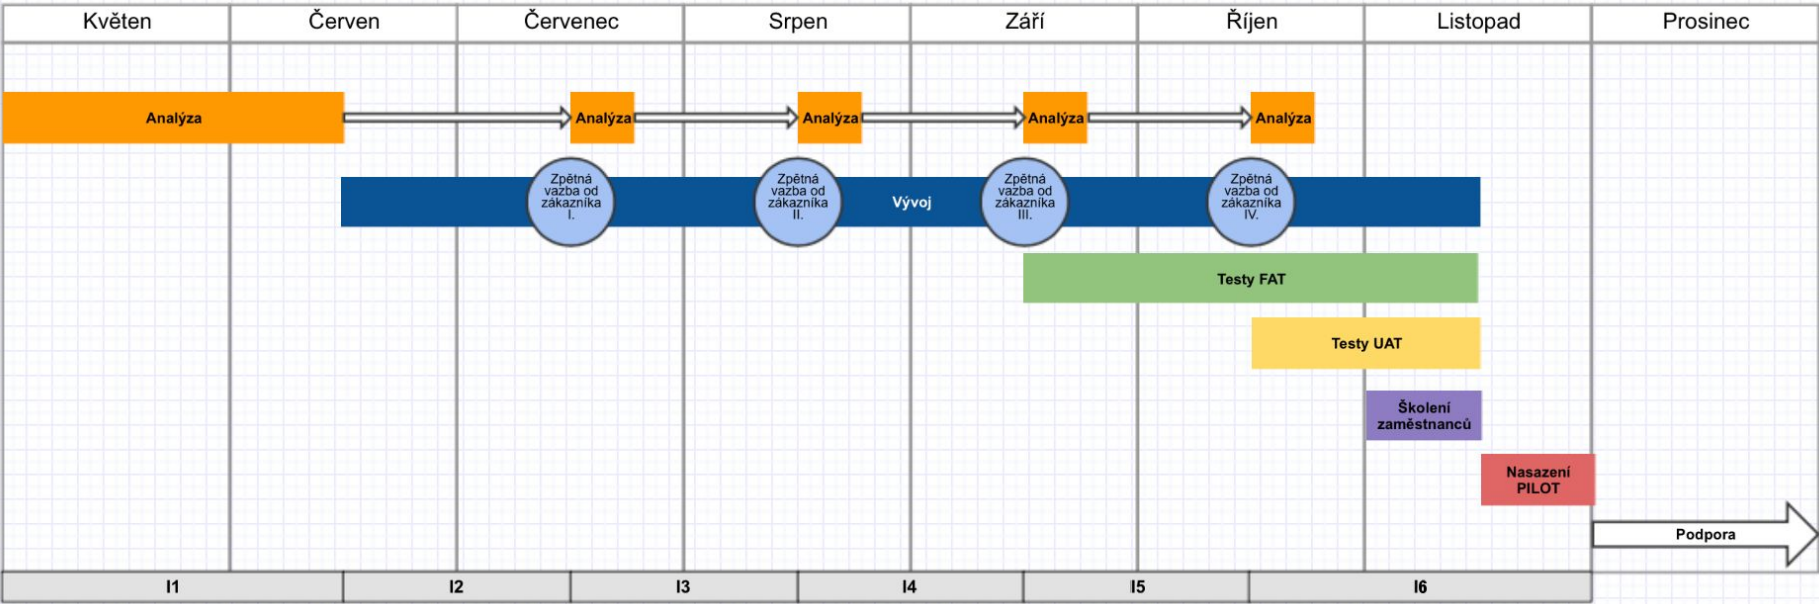 Květen
Červen
Červenec
Srpen
Září
Říjen
Listopad
Prosinec
Analýza
Analýza
Analýza
Analýza
Analýza
Zpětná
vazba od
zákazníka
I.
Zpětná
vazba od
zákazníka
II.
Vývoj
Zpětná
vazba od
zákazníka
III.
Zpětná
vazba od
zákazníka
IV.
Testy FAT
Testy UAT
Školení
zaměstnanců
Nasazení
PILOT
Podpora
I1
I2
I3
I4
I5
I6